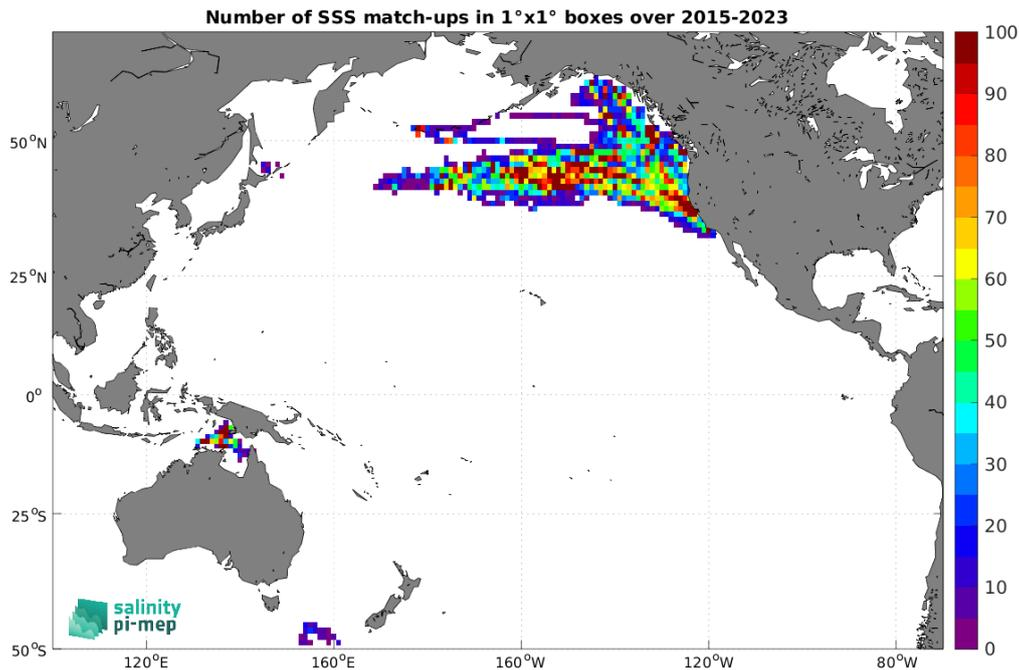 Number of SSS match-ups in 1°x1° boxes over 2015-2023
100
90
80
70
60
50
40
30
20
10
0
50°N
25°N
0°
25°S
50°S
120°E
160°E
160°W
120°W
80°W
salinity
pi-mep